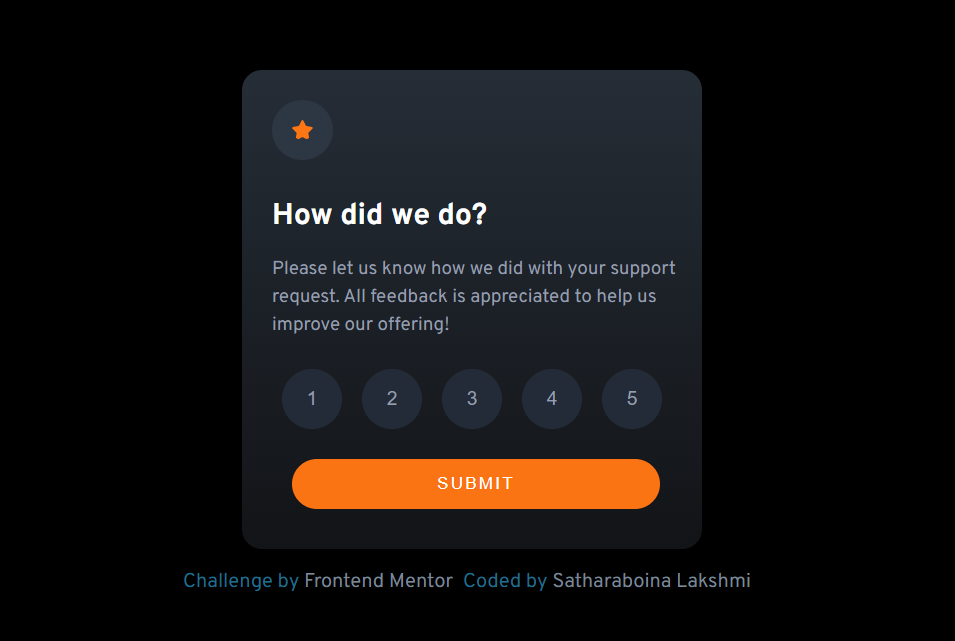 How did we do?
Please let us know how we did with your support
request. All feedback is appreciated to help us
improve our offering!
1 2 3 4 5
SUBMIT
Challenge by Frontend Mentor Coded by Satharaboina Lakshmi